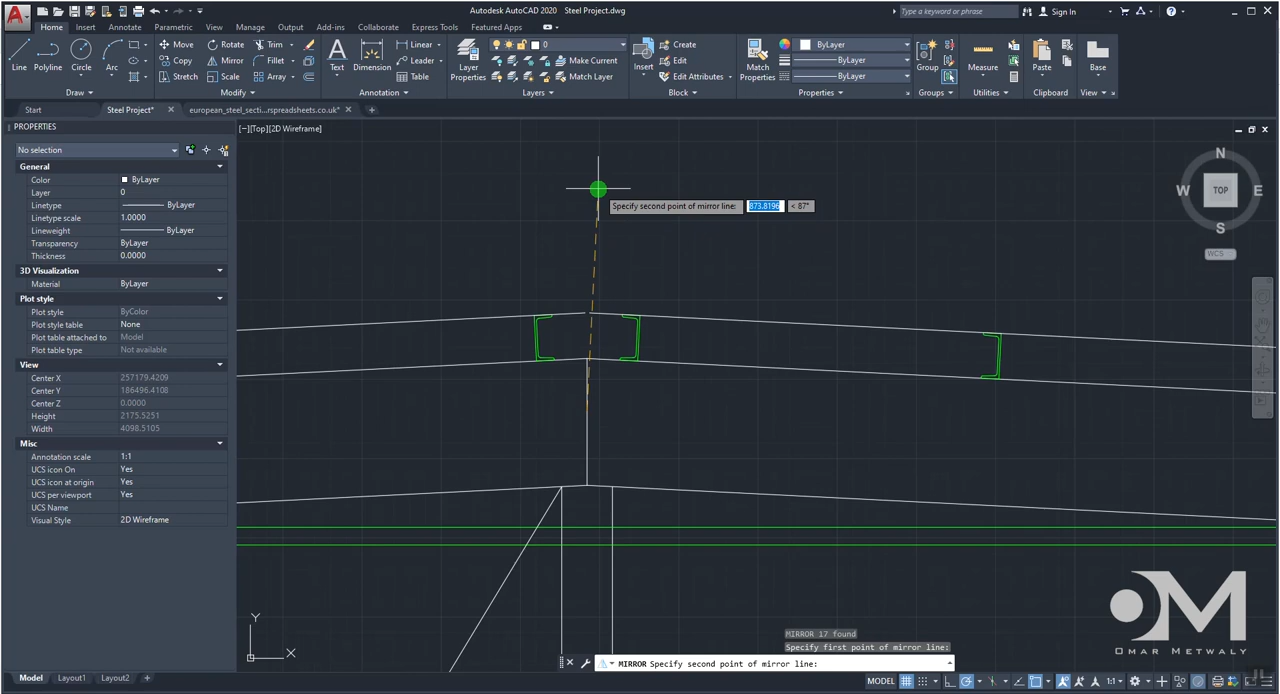 Autodesk AutoCAD 2020 Steel Project.dwg
Type a keyword or phrase
Sign In
Home Insert Annotate Parametric View Manage Output Add-ins Collaborate Express Tools Featured Apps
Line Polyline Circle Arc
Move Rotate Trim
Copy Mirror Fillet
Stretch Scale Array
Text Dimension
Linear
Leader
Table
Layer Properties
0
Make Current
Match Layer
Insert
Create
Edit
Edit Attributes
Match Properties
ByLayer
ByLayer
ByLayer
Group
Measure
Paste
Base
Draw Modify Annotation Layers Block Properties Groups Utilities Clipboard View
Start Steel Project* european_steel_secti...rspreadsheets.co.uk*
PROPERTIES
[−][Top][2D Wireframe]
No selection
General
Color ByLayer
Layer 0
Linetype ByLayer
Linetype scale 1.0000
Lineweight ByLayer
Transparency ByLayer
Thickness 0.0000
3D Visualization
Material ByLayer
Plot style
Plot style ByColor
Plot style table None
Plot table attached to Model
Plot table type Not available
View
Center X 257179.4209
Center Y 186496.4108
Center Z 0.0000
Height 2175.5251
Width 4098.5105
Misc
Annotation scale 1:1
UCS icon On Yes
UCS icon at origin Yes
UCS per viewport Yes
UCS Name
Visual Style 2D Wireframe
N
W TOP E
S
WCS
Specify second point of mirror line: 873.8196 < 87°
Y
X
OMAR METWALY
MIRROR 17 found
Specify first point of mirror line:
MIRROR Specify second point of mirror line:
Model Layout1 Layout2
MODEL 1:1